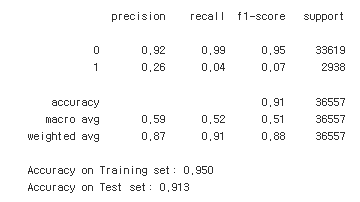 precision recall f1-score support
0 0.92 0.99 0.95 33619
1 0.26 0.04 0.07 2938
accuracy 0.91 36557
macro avg 0.59 0.52 0.51 36557
weighted avg 0.87 0.91 0.88 36557
Accuracy on Training set: 0.950
Accuracy on Test set: 0.913